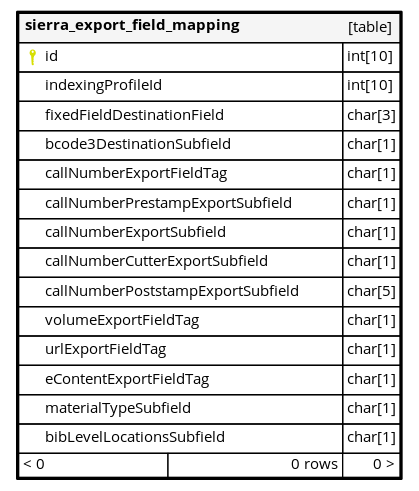 sierra_export_field_mapping [table]
id int[10]
indexingProfileId int[10]
fixedFieldDestinationField char[3]
bcode3DestinationSubfield char[1]
callNumberExportFieldTag char[1]
callNumberPrestampExportSubfield char[1]
callNumberExportSubfield char[1]
callNumberCutterExportSubfield char[1]
callNumberPoststampExportSubfield char[5]
volumeExportFieldTag char[1]
urlExportFieldTag char[1]
eContentExportFieldTag char[1]
materialTypeSubfield char[1]
bibLevelLocationsSubfield char[1]
< 0 0 rows 0 >